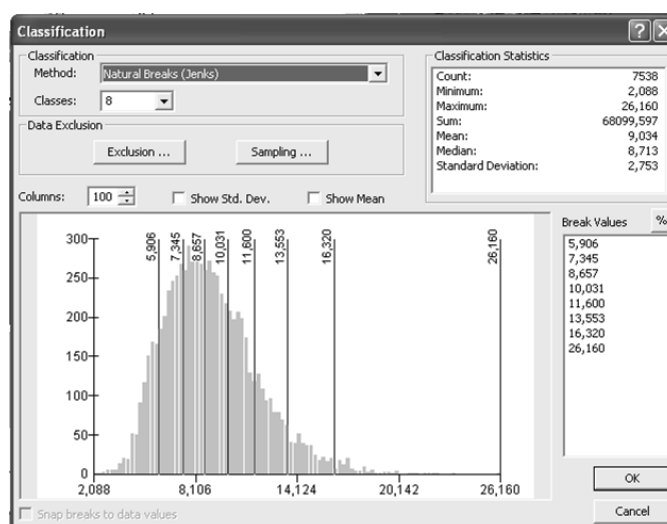 Classification
Classification
Method: Natural Breaks (Jenks)
Classes: 8
Data Exclusion
Exclusion ... Sampling ...
Classification Statistics
Count: 7538
Minimum: 2,088
Maximum: 26,160
Sum: 68099,597
Mean: 9,034
Median: 8,713
Standard Deviation: 2,753
Columns: 100 Show Std. Dev. Show Mean
Break Values %
5,906
7,345
8,657
10,031
11,600
13,553
16,320
26,160
300
250
200
150
100
50
0
5,906 7,345 8,657 10,031 11,600 13,553 16,320 26,160
2,088 8,106 14,124 20,142 26,160
Snap breaks to data values
OK
Cancel